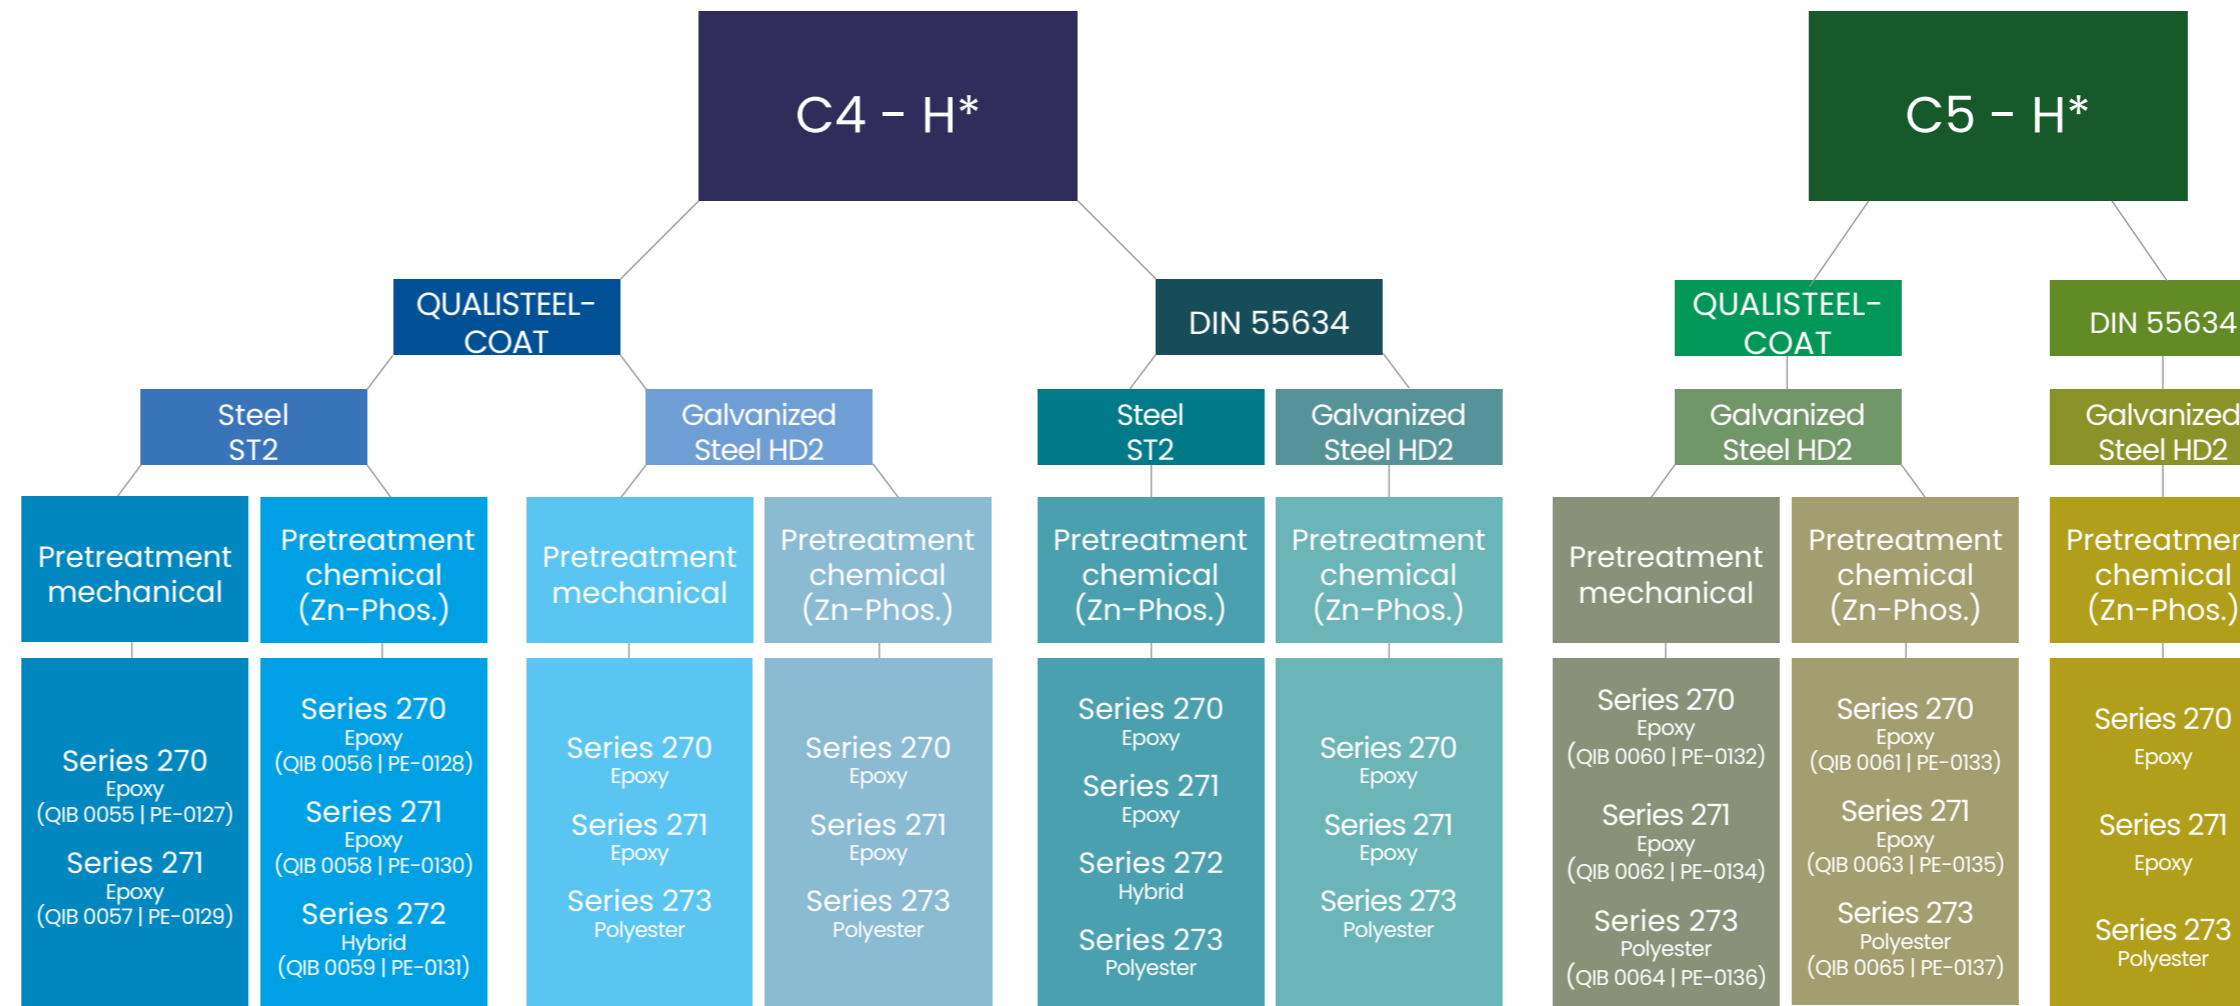 C4 - H*
C5 - H*
QUALISTEEL-
COAT
DIN 55634
QUALISTEEL-
COAT
DIN 55634
Steel
ST2
Galvanized
Steel HD2
Steel
ST2
Galvanized
Steel HD2
Galvanized
Steel HD2
Galvanized
Steel HD2
Pretreatment
mechanical
Pretreatment
chemical
(Zn-Phos.)
Pretreatment
mechanical
Pretreatment
chemical
(Zn-Phos.)
Pretreatment
chemical
(Zn-Phos.)
Pretreatment
chemical
(Zn-Phos.)
Pretreatment
mechanical
Pretreatment
chemical
(Zn-Phos.)
Pretreatmen
chemical
(Zn-Phos.)
Series 270
Epoxy
(QIB 0055 | PE-0127)
Series 271
Epoxy
(QIB 0057 | PE-0129)
Series 270
Epoxy
(QIB 0056 | PE-0128)
Series 271
Epoxy
(QIB 0058 | PE-0130)
Series 272
Hybrid
(QIB 0059 | PE-0131)
Series 270
Epoxy
Series 271
Epoxy
Series 273
Polyester
Series 270
Epoxy
Series 271
Epoxy
Series 273
Polyester
Series 270
Epoxy
Series 271
Epoxy
Series 272
Hybrid
Series 273
Polyester
Series 270
Epoxy
Series 271
Epoxy
Series 273
Polyester
Series 270
Epoxy
(QIB 0060 | PE-0132)
Series 271
Epoxy
(QIB 0062 | PE-0134)
Series 273
Polyester
(QIB 0064 | PE-0136)
Series 270
Epoxy
(QIB 0061 | PE-0133)
Series 271
Epoxy
(QIB 0063 | PE-0135)
Series 273
Polyester
(QIB 0065 | PE-0137)
Series 270
Epoxy
Series 271
Epoxy
Series 273
Polyester